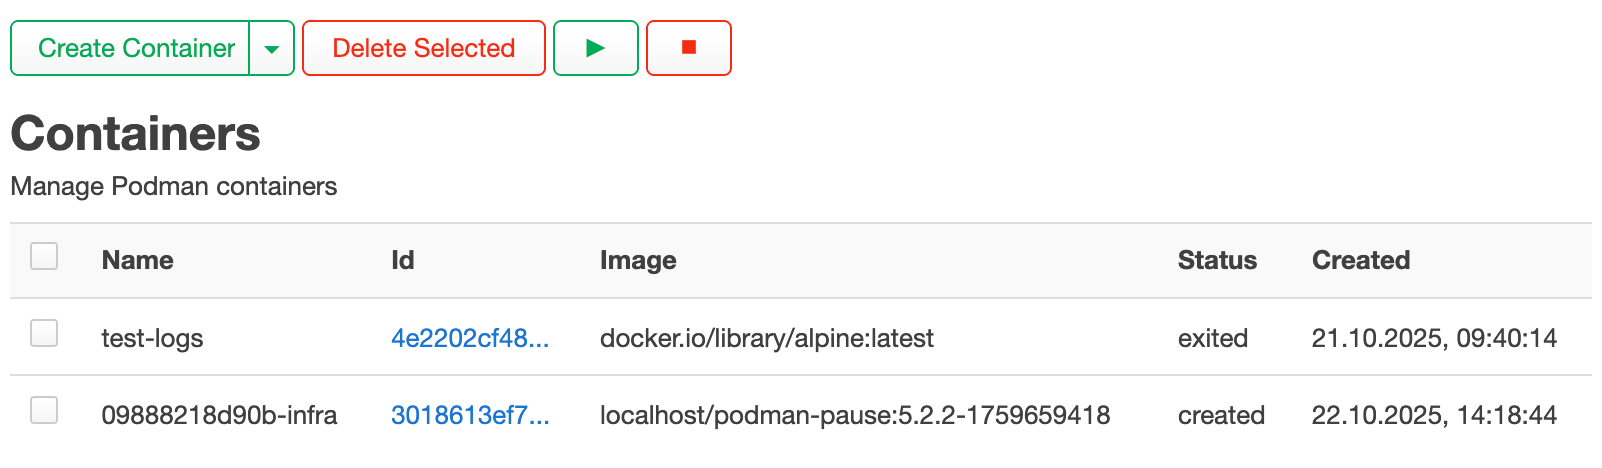 Create Container Delete Selected
Containers
Manage Podman containers
Name Id Image Status Created
test-logs 4e2202cf48... docker.io/library/alpine:latest exited 21.10.2025, 09:40:14
09888218d90b-infra 3018613ef7... localhost/podman-pause:5.2.2-1759659418 created 22.10.2025, 14:18:44